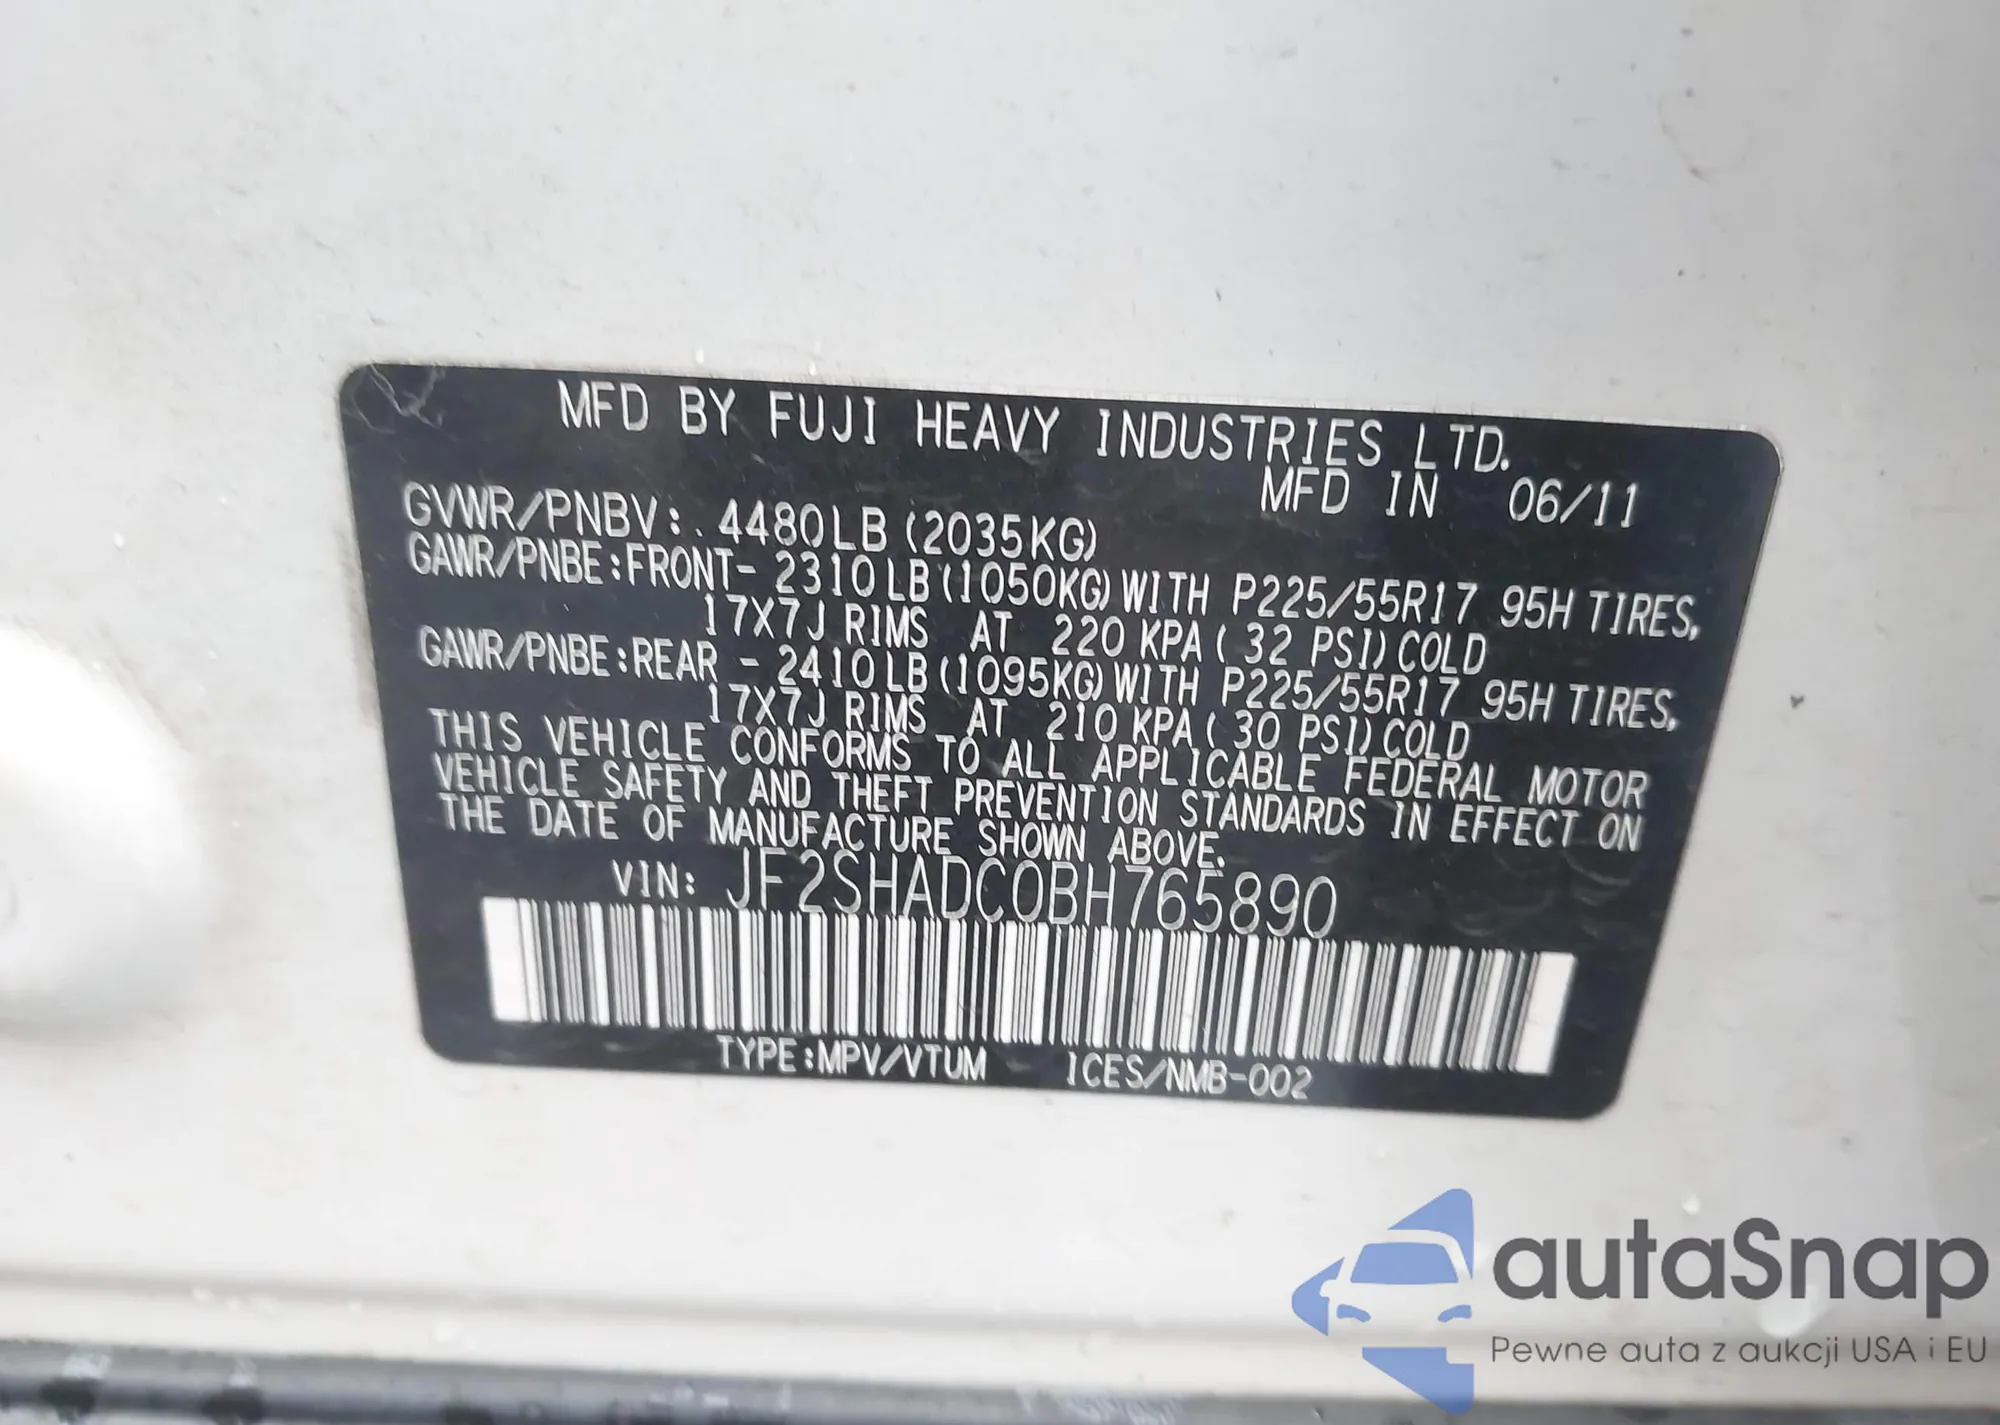 MFD BY FUJI HEAVY INDUSTRIES LTD.
MFD IN 06/11
GVWR/PNBV: 4480LB (2035KG)
GAWR/PNBE:FRONT- 2310LB(1050KG)WITH P225/55R17 95H TIRES,
17X7J RIMS AT 220 KPA( 32 PSI)COLD
GAWR/PNBE:REAR - 2410LB(1095KG)WITH P225/55R17 95H TIRES,
17X7J RIMS AT 210 KPA( 30 PSI)COLD
THIS VEHICLE CONFORMS TO ALL APPLICABLE FEDERAL MOTOR
VEHICLE SAFETY AND THEFT PREVENTION STANDARDS IN EFFECT ON
THE DATE OF MANUFACTURE SHOWN ABOVE.
VIN: JF2SHADC0BH765890
TYPE:MPV/VTUM ICES/NMB-002
autaSnap
Pewne auta z aukcji USA i EU